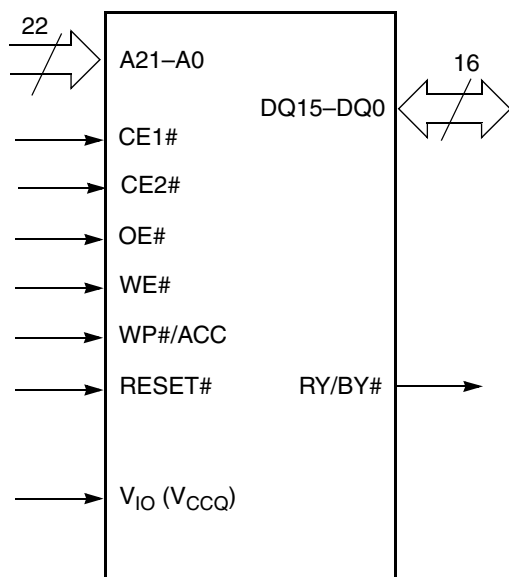 22
A21–A0
16
DQ15–DQ0
CE1#
CE2#
OE#
WE#
WP#/ACC
RESET#
RY/BY#
VIO (VCCQ)